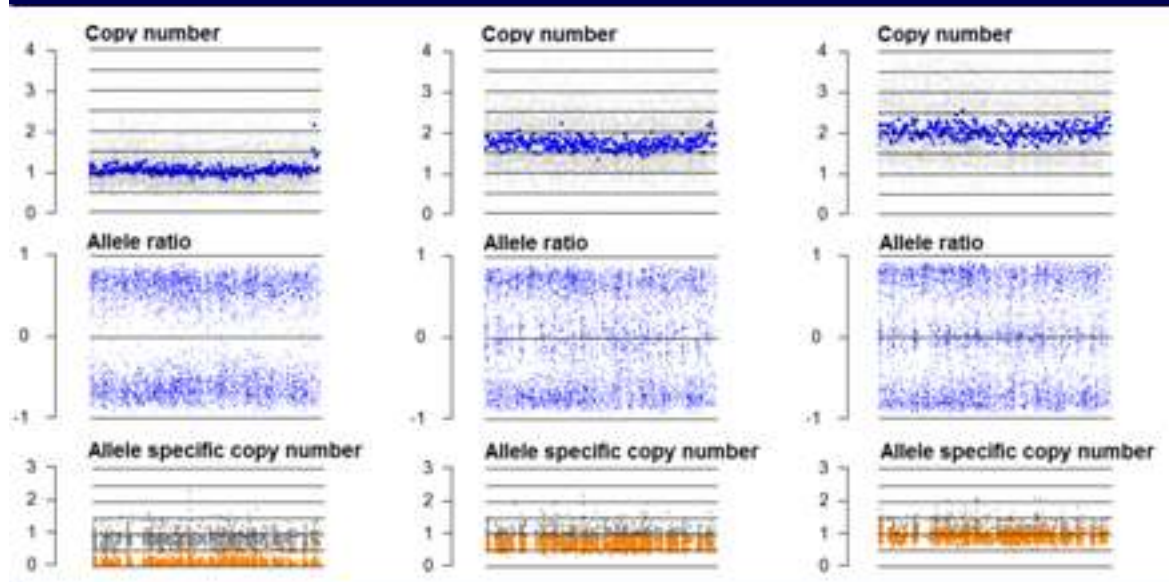 Copy number Copy number Copy number
4 4 4
3 3 3
2 2 2
1 1 1
0 0 0
Allele ratio Allele ratio Allele ratio
1 1 1
0 0 0
-1 -1 -1
Allele specific copy number Allele specific copy number Allele specific copy number
3 3 3
2 2 2
1 1 1
0 0 0